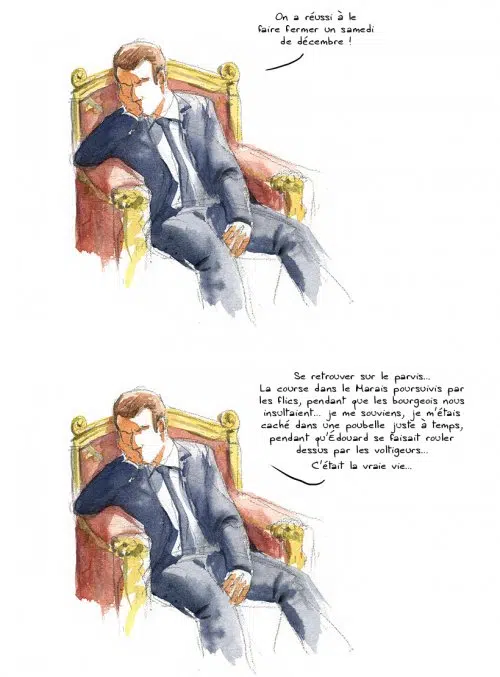 On a réussi à le
faire fermer un samedi
de décembre !
Se retrouver sur le parvis...
La course dans le Marais poursuivis par
les flics, pendant que les bourgeois nous
insultaient... je me souviens, je m'étais
caché dans une poubelle juste à temps,
pendant qu'Édouard se faisait rouler
dessus par les voltigeurs...
C'était la vraie vie...